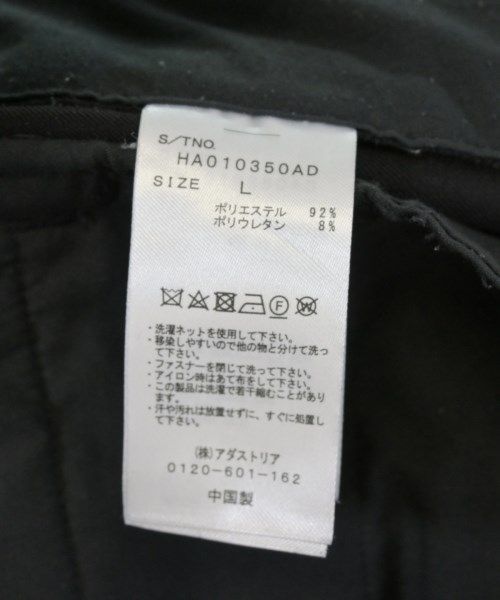 S/TNO.
HA010350AD
SIZE L
ポリエステル 92%
ポリウレタン 8%
・洗濯ネットを使用して下さい。
・移染しやすいので他の物と分けて洗っ
て下さい。
・ファスナーを閉じて洗って下さい。
・アイロン時はあて布をして下さい。
・この製品は洗濯で若干縮むことがあり
ます。
・汗や汚れは放置せずに、すぐに処置し
て下さい。
(株)アダストリア
0120-601-162
中国製